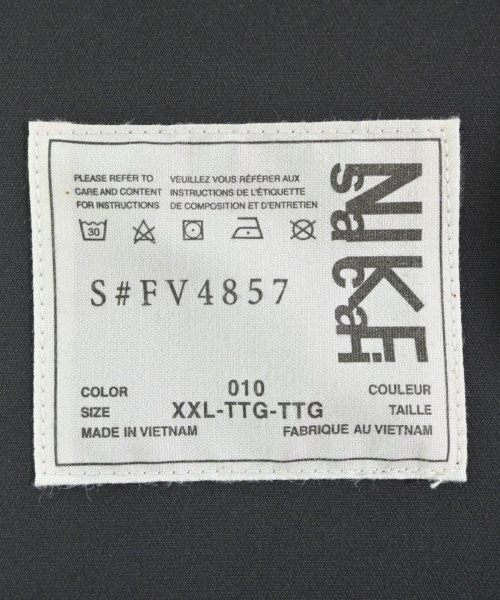 PLEASE REFER TO
CARE AND CONTENT
FOR INSTRUCTIONS
VEUILLEZ VOUS RÉFÉRER AUX
INSTRUCTIONS DE L'ÉTIQUETTE
DE COMPOSITION ET D'ENTRETIEN
30
S#FV4857
NIKE
sacai
COLOR 010 COULEUR
SIZE XXL-TTG-TTG TAILLE
MADE IN VIETNAM FABRIQUE AU VIETNAM